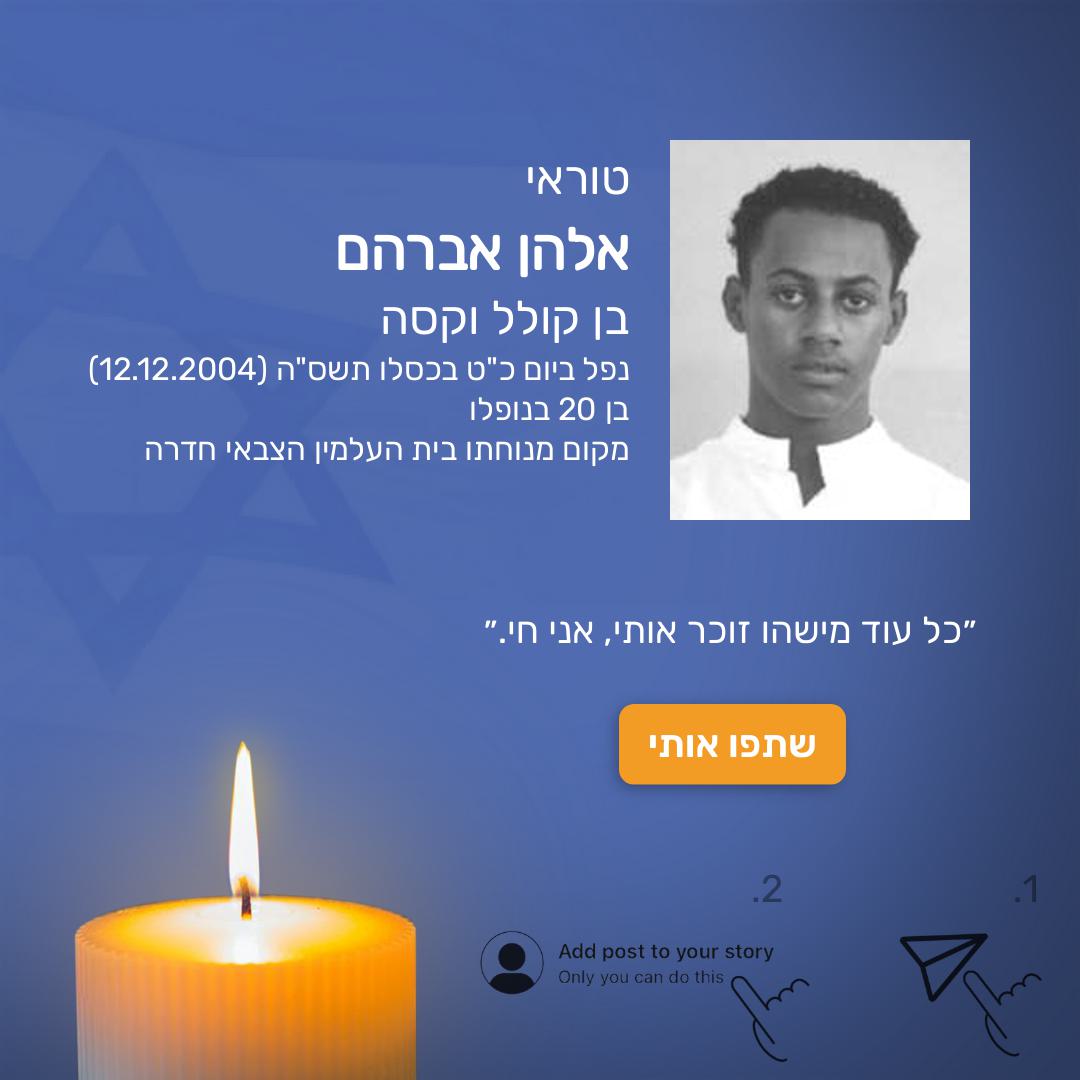 טוראי
אלהן אברהם
בן קולל וקסה
נפל ביום כ"ט בכסלו תשס"ה (12.12.2004)
בן 20 בנופלו
מקום מנוחתו בית העלמין הצבאי חדרה
״כל עוד מישהו זוכר אותי, אני חי.״
שתפו אותי
1.
2.
Add post to your story
Only you can do this